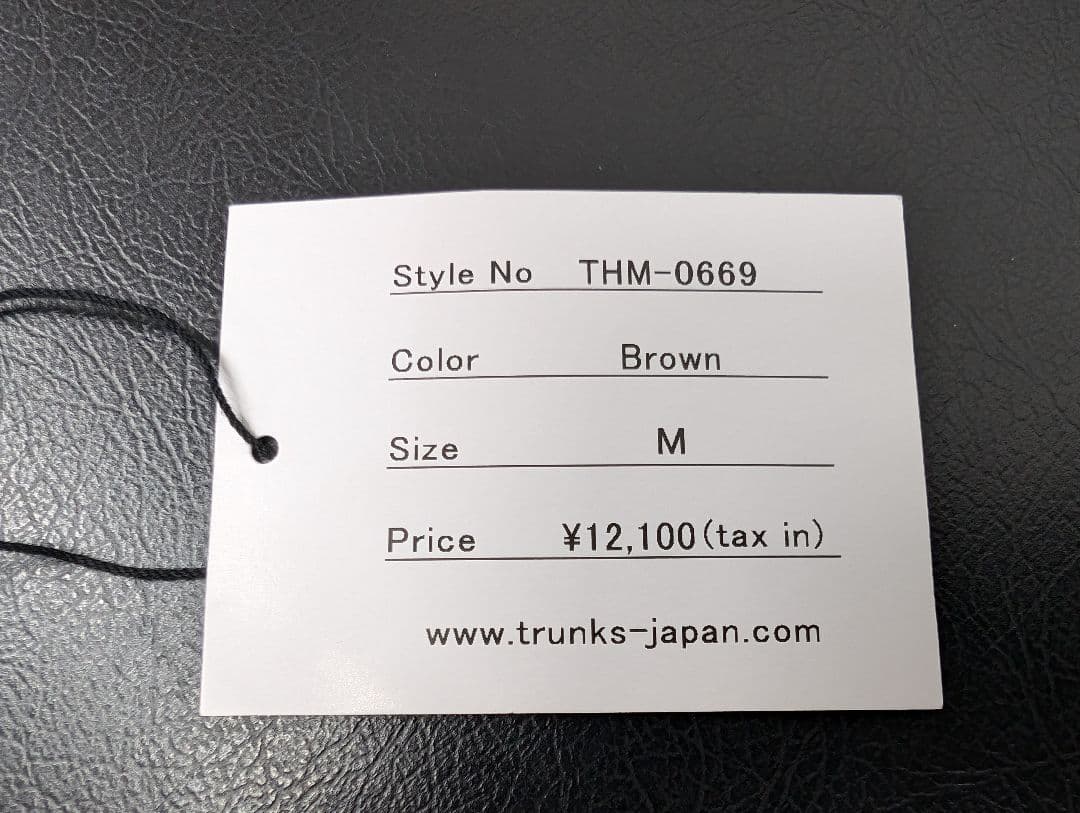 Style No THM-0669
Color Brown
Size M
Price ¥12,100(tax in)
www.trunks-japan.com